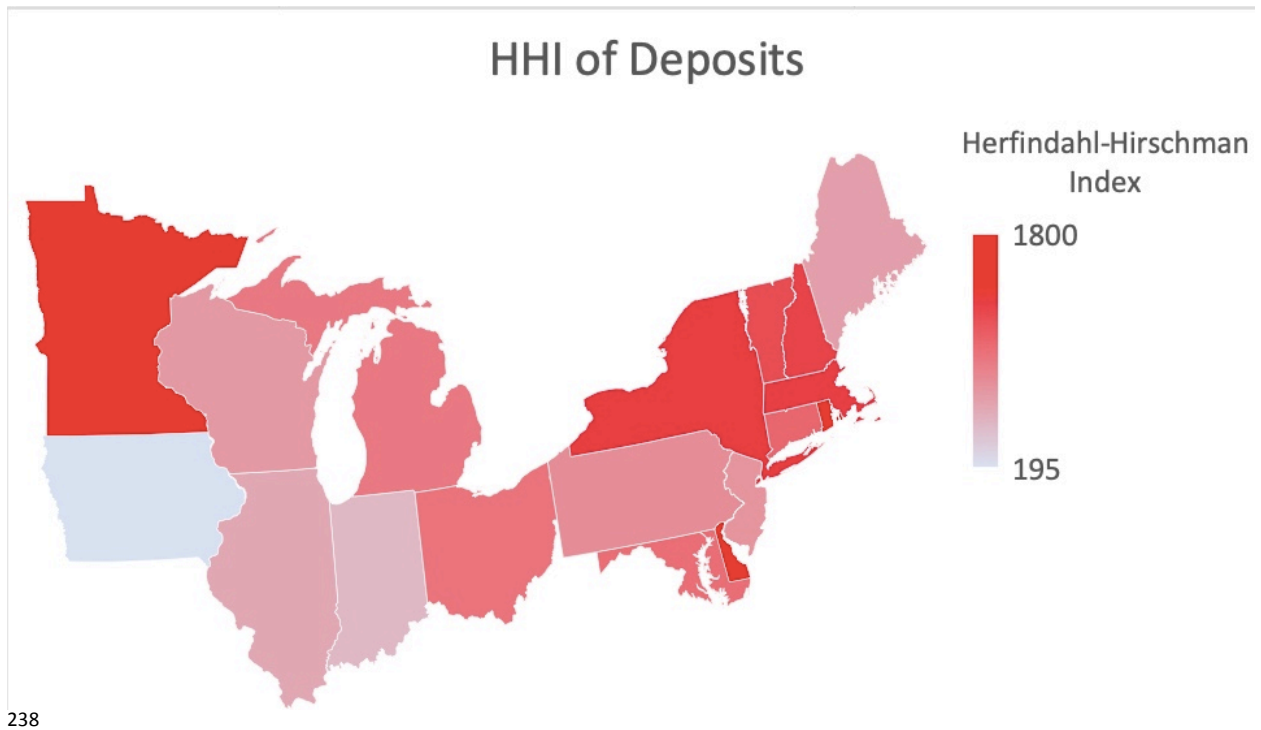 HHI of Deposits
Herfindahl-Hirschman
Index
1800
195
238